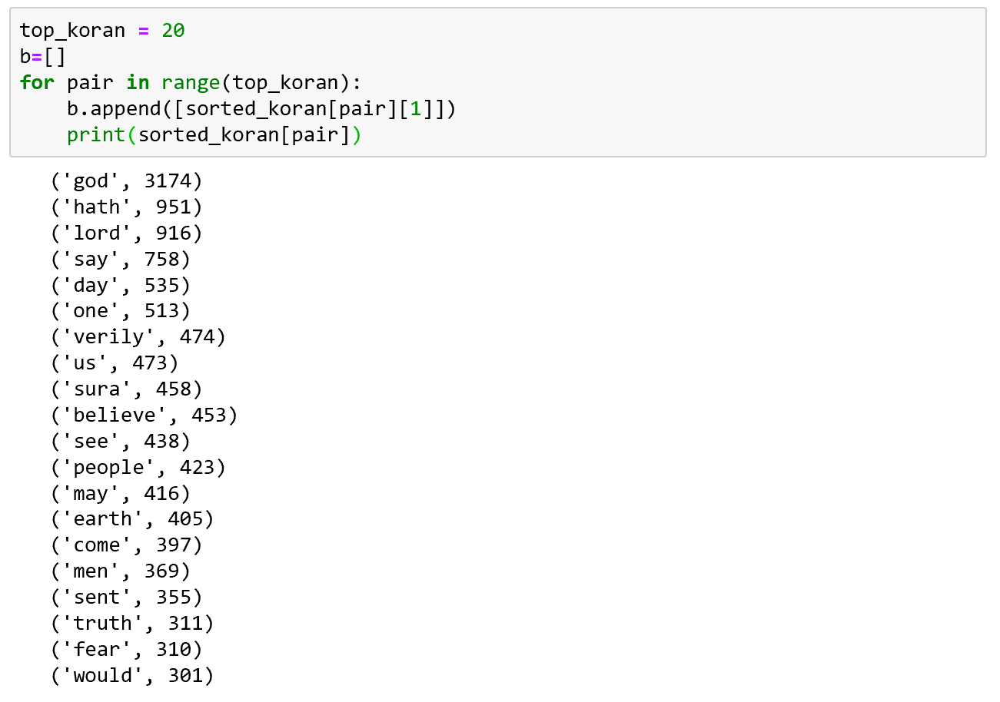 top_koran = 20
b=[]
for pair in range(top_koran):
    b.append([sorted_koran[pair][1]])
    print(sorted_koran[pair])
('god', 3174)
('hath', 951)
('lord', 916)
('say', 758)
('day', 535)
('one', 513)
('verily', 474)
('us', 473)
('sura', 458)
('believe', 453)
('see', 438)
('people', 423)
('may', 416)
('earth', 405)
('come', 397)
('men', 369)
('sent', 355)
('truth', 311)
('fear', 310)
('would', 301)